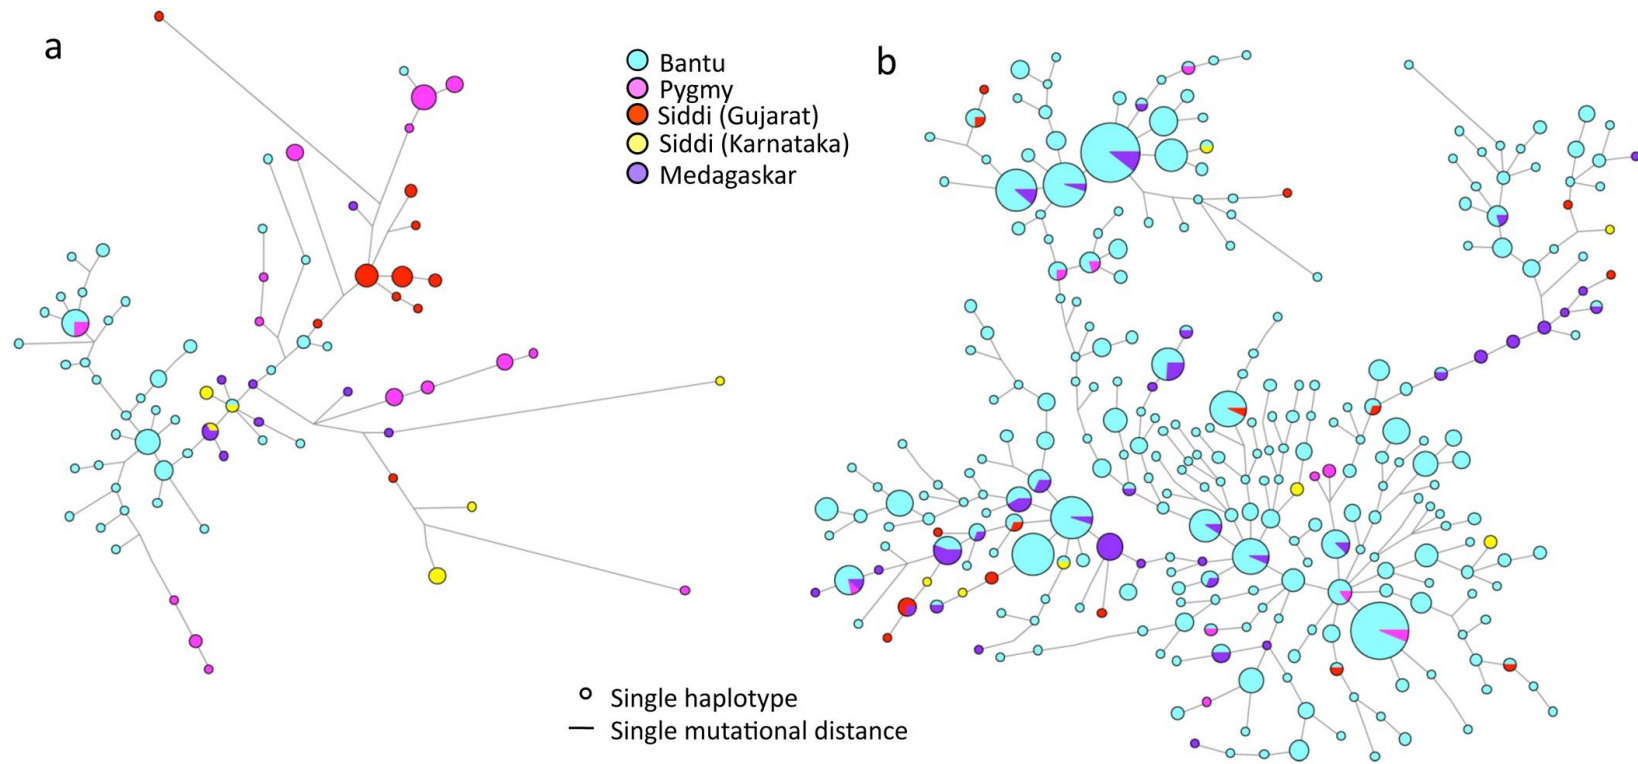 a
Bantu
Pygmy
Siddi (Gujarat)
Siddi (Karnataka)
Medagaskar
b
Single haplotype
Single mutational distance